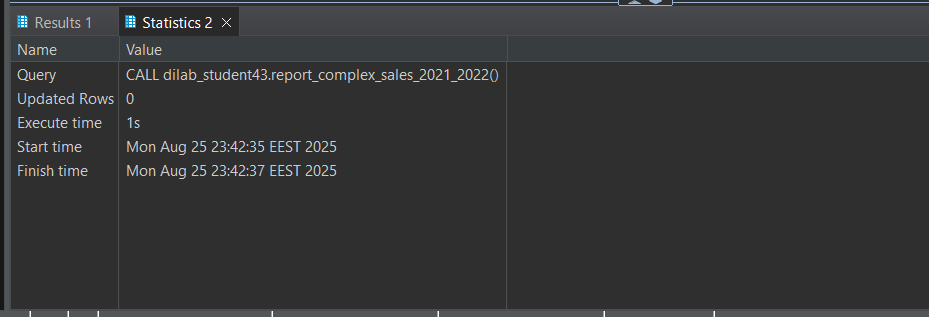 Results 1 Statistics 2
Name Value
Query CALL dilab_student43.report_complex_sales_2021_2022()
Updated Rows 0
Execute time 1s
Start time Mon Aug 25 23:42:35 EEST 2025
Finish time Mon Aug 25 23:42:37 EEST 2025